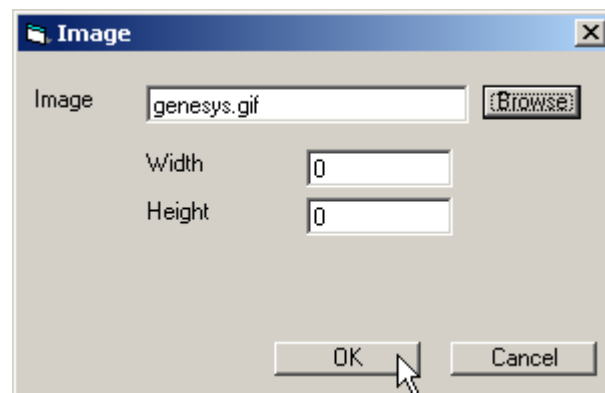 Image
Image genesys.gif Browse
Width 0
Height 0
OK Cancel